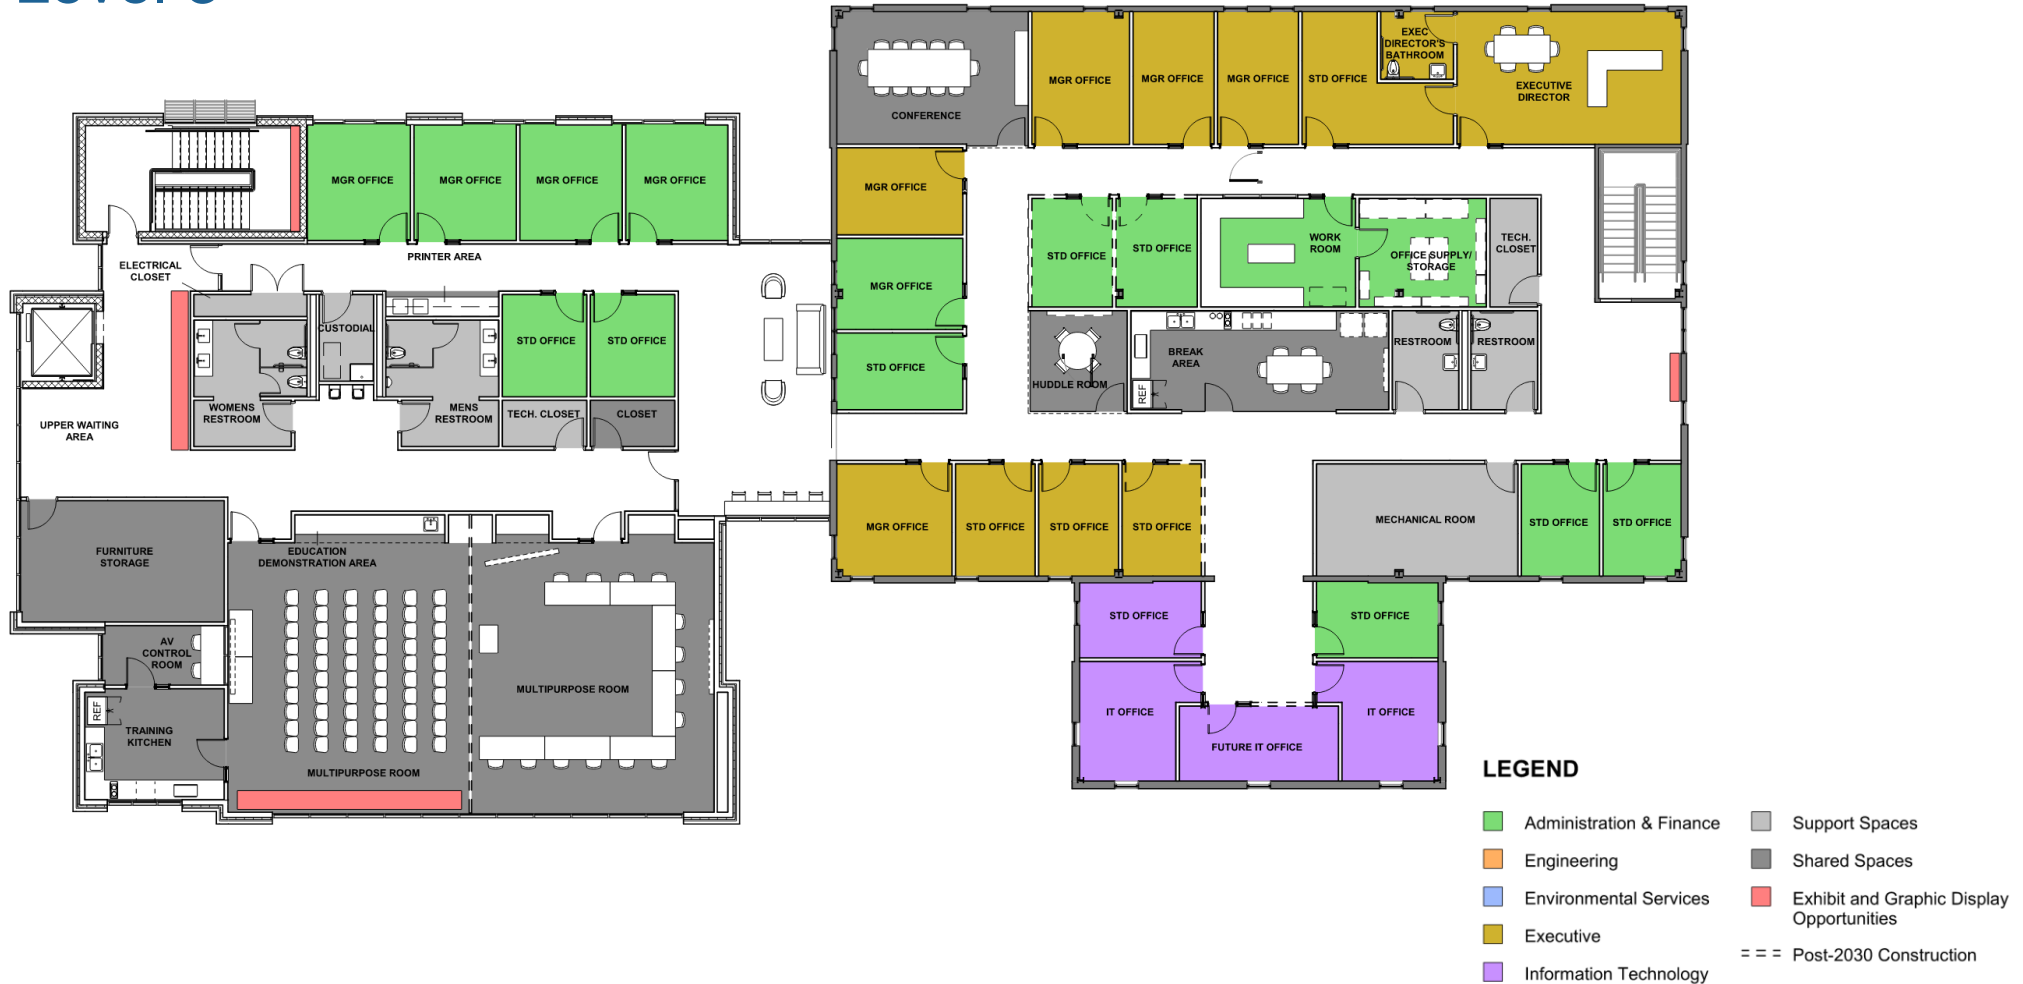 EXEC
DIRECTOR'S
BATHROOM
MGR OFFICE
MGR OFFICE
MGR OFFICE
STD OFFICE
EXECUTIVE
DIRECTOR
CONFERENCE
MGR OFFICE
MGR OFFICE
MGR OFFICE
MGR OFFICE
MGR OFFICE
STD OFFICE
STD OFFICE
WORK
ROOM
OFFICE SUPPLY/
STORAGE
TECH.
CLOSET
PRINTER AREA
ELECTRICAL
CLOSET
MGR OFFICE
CUSTODIAL
STD OFFICE
STD OFFICE
STD OFFICE
HUDDLE ROOM
BREAK
AREA
REF
RESTROOM
RESTROOM
WOMENS
RESTROOM
MENS
RESTROOM
TECH. CLOSET
CLOSET
UPPER WAITING
AREA
MGR OFFICE
STD OFFICE
STD OFFICE
STD OFFICE
MECHANICAL ROOM
STD OFFICE
STD OFFICE
FURNITURE
STORAGE
EDUCATION
DEMONSTRATION AREA
STD OFFICE
STD OFFICE
AV
CONTROL
ROOM
MULTIPURPOSE ROOM
REF
TRAINING
KITCHEN
IT OFFICE
IT OFFICE
FUTURE IT OFFICE
MULTIPURPOSE ROOM
LEGEND
Administration & Finance
Engineering
Environmental Services
Executive
Information Technology
Support Spaces
Shared Spaces
Exhibit and Graphic Display
Opportunities
Post-2030 Construction